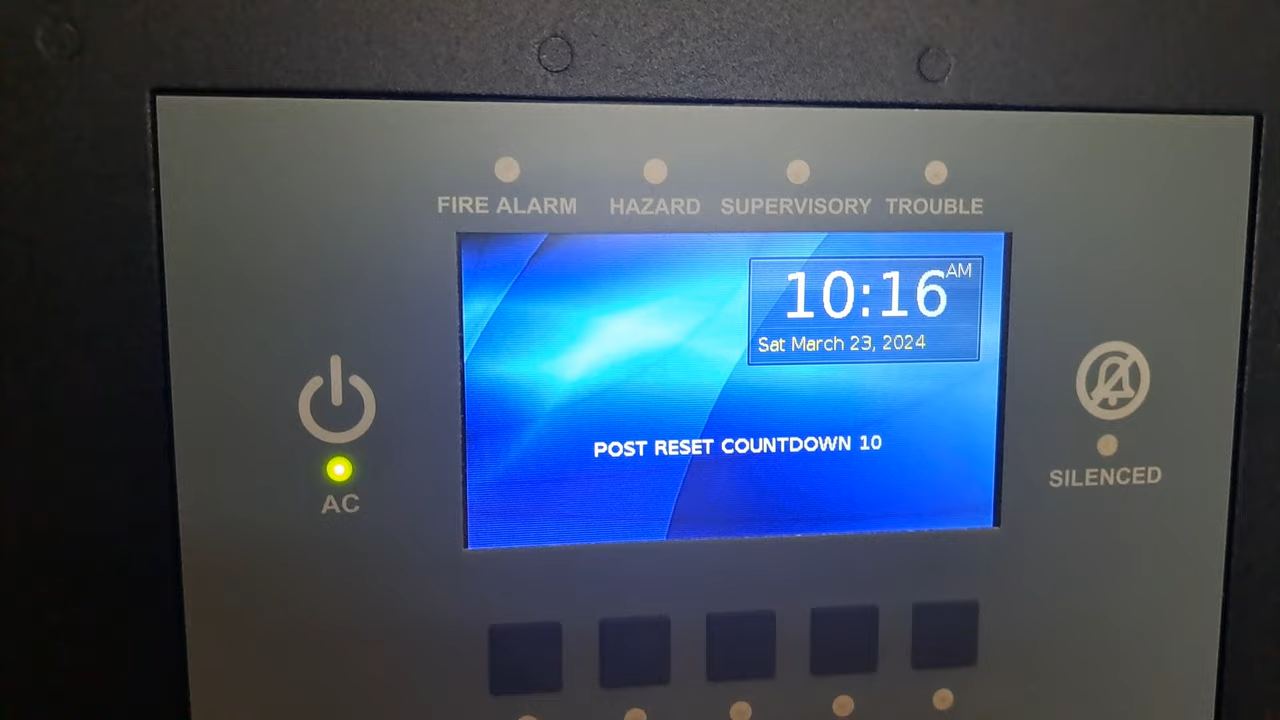 FIRE ALARM HAZARD SUPERVISORY TROUBLE
10:16 AM
Sat March 23, 2024
POST RESET COUNTDOWN 10
AC
SILENCED